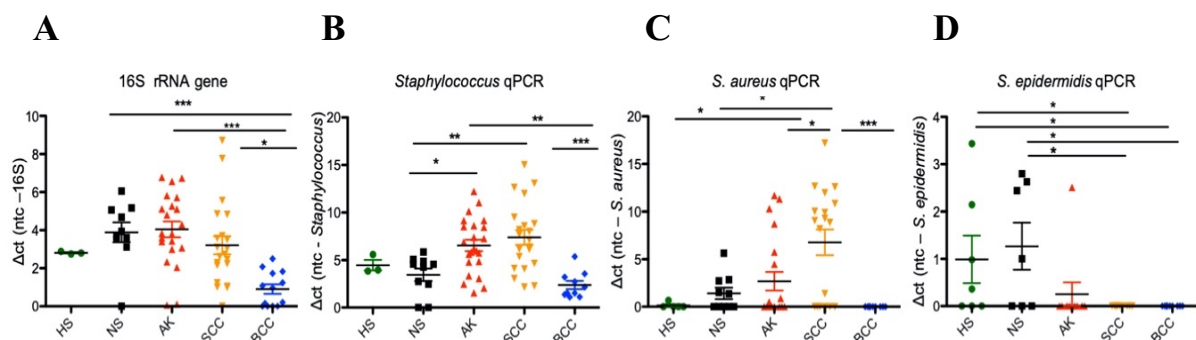 A
16S rRNA gene
Δct (ntc –16S)
10
8
6
4
2
0
***
***
*
HS
NS
AK
SCC
BCC
B
Staphylococcus qPCR
Δct (ntc - Staphylococcus)
20
15
10
5
0
**
**
***
*
HS
NS
AK
SCC
BCC
C
S. aureus qPCR
Δct (ntc – S. aureus)
20
15
10
5
0
*
*
*
***
HS
NS
AK
SCC
BCC
D
S. epidermidis qPCR
Δct (ntc – S. epidermidis)
4
3
2
1
0
*
*
*
*
HS
NS
AK
SCC
BCC